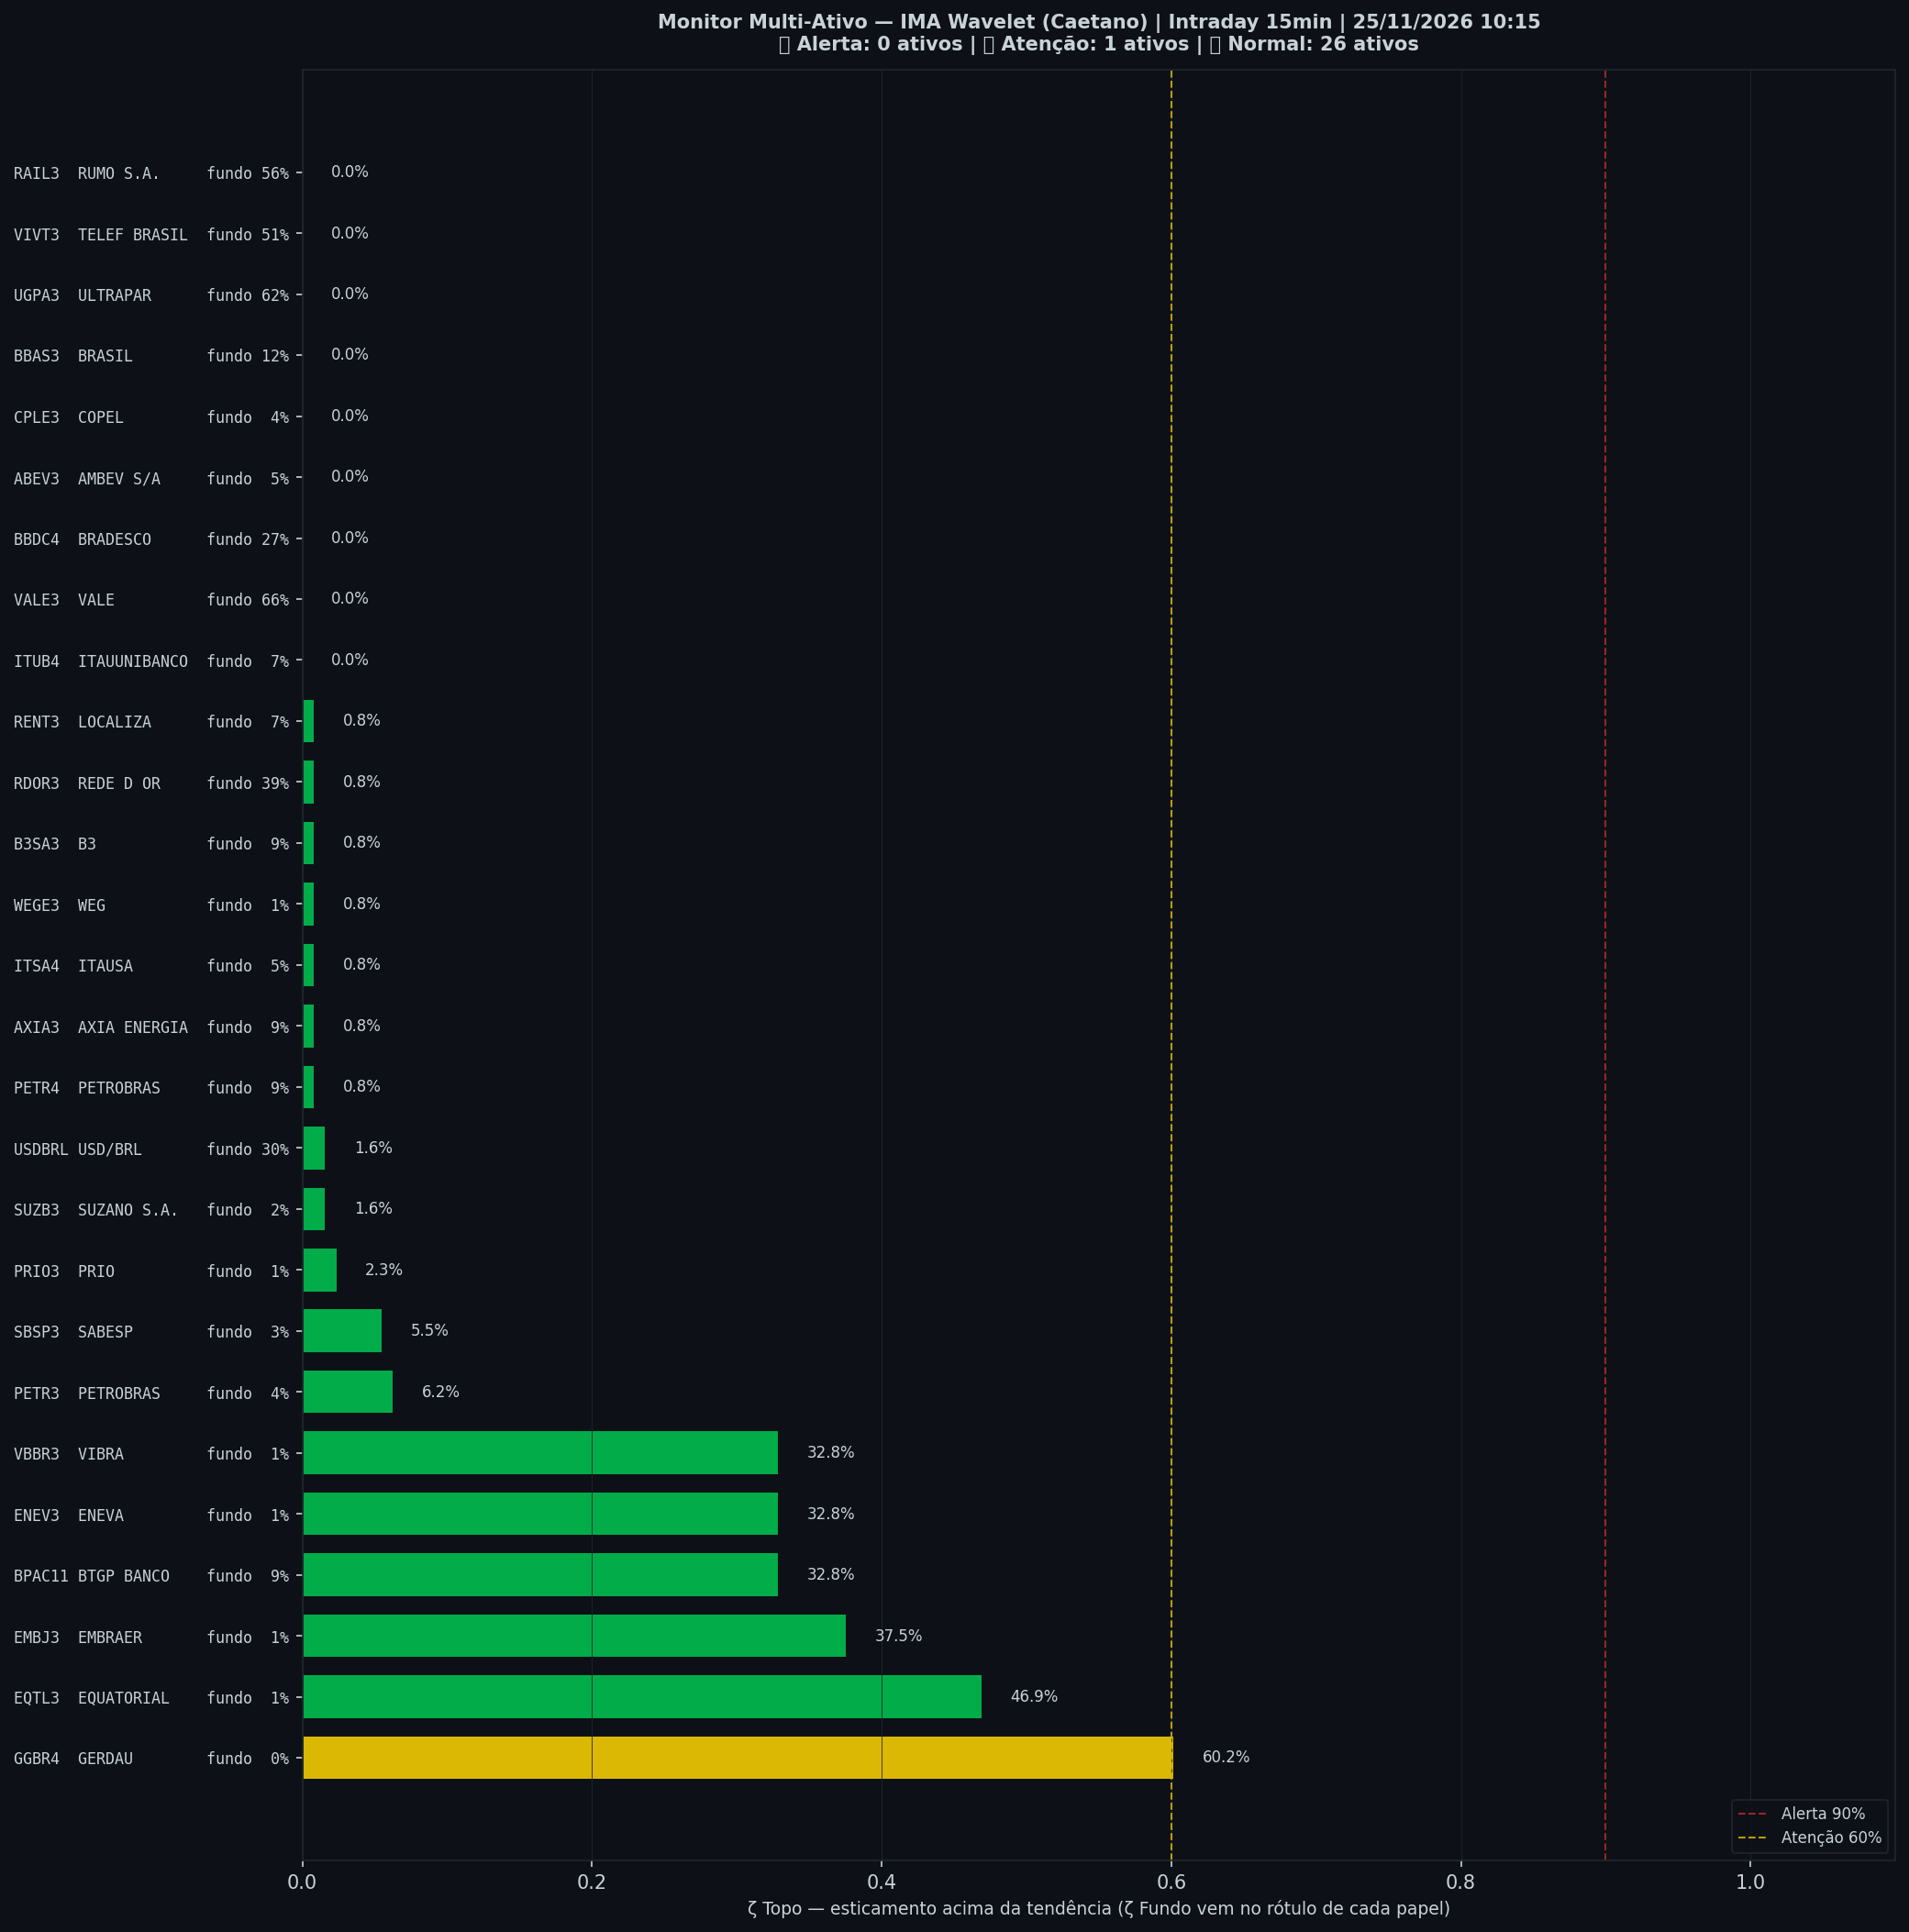 Monitor Multi-Ativo — IMA Wavelet (Caetano) | Intraday 15min | 25/11/2026 10:15
▯ Alerta: 0 ativos | ▯ Atenção: 1 ativos | ▯ Normal: 26 ativos
RAIL3 RUMO S.A. fundo 56% 0.0%
VIVT3 TELEF BRASIL fundo 51% 0.0%
UGPA3 ULTRAPAR fundo 62% 0.0%
BBAS3 BRASIL fundo 12% 0.0%
CPLE3 COPEL fundo 4% 0.0%
ABEV3 AMBEV S/A fundo 5% 0.0%
BBDC4 BRADESCO fundo 27% 0.0%
VALE3 VALE fundo 66% 0.0%
ITUB4 ITAUUNIBANCO fundo 7% 0.0%
RENT3 LOCALIZA fundo 7% 0.8%
RDOR3 REDE D OR fundo 39% 0.8%
B3SA3 B3 fundo 9% 0.8%
WEGE3 WEG fundo 1% 0.8%
ITSA4 ITAUSA fundo 5% 0.8%
AXIA3 AXIA ENERGIA fundo 9% 0.8%
PETR4 PETROBRAS fundo 9% 0.8%
USDBRL USD/BRL fundo 30% 1.6%
SUZB3 SUZANO S.A. fundo 2% 1.6%
PRIO3 PRIO fundo 1% 2.3%
SBSP3 SABESP fundo 3% 5.5%
PETR3 PETROBRAS fundo 4% 6.2%
VBBR3 VIBRA fundo 1% 32.8%
ENEV3 ENEVA fundo 1% 32.8%
BPAC11 BTGP BANCO fundo 9% 32.8%
EMBJ3 EMBRAER fundo 1% 37.5%
EQTL3 EQUATORIAL fundo 1% 46.9%
GGBR4 GERDAU fundo 0% 60.2%
Alerta 90%
Atenção 60%
0.0 0.2 0.4 0.6 0.8 1.0
ζ Topo — esticamento acima da tendência (ζ Fundo vem no rótulo de cada papel)